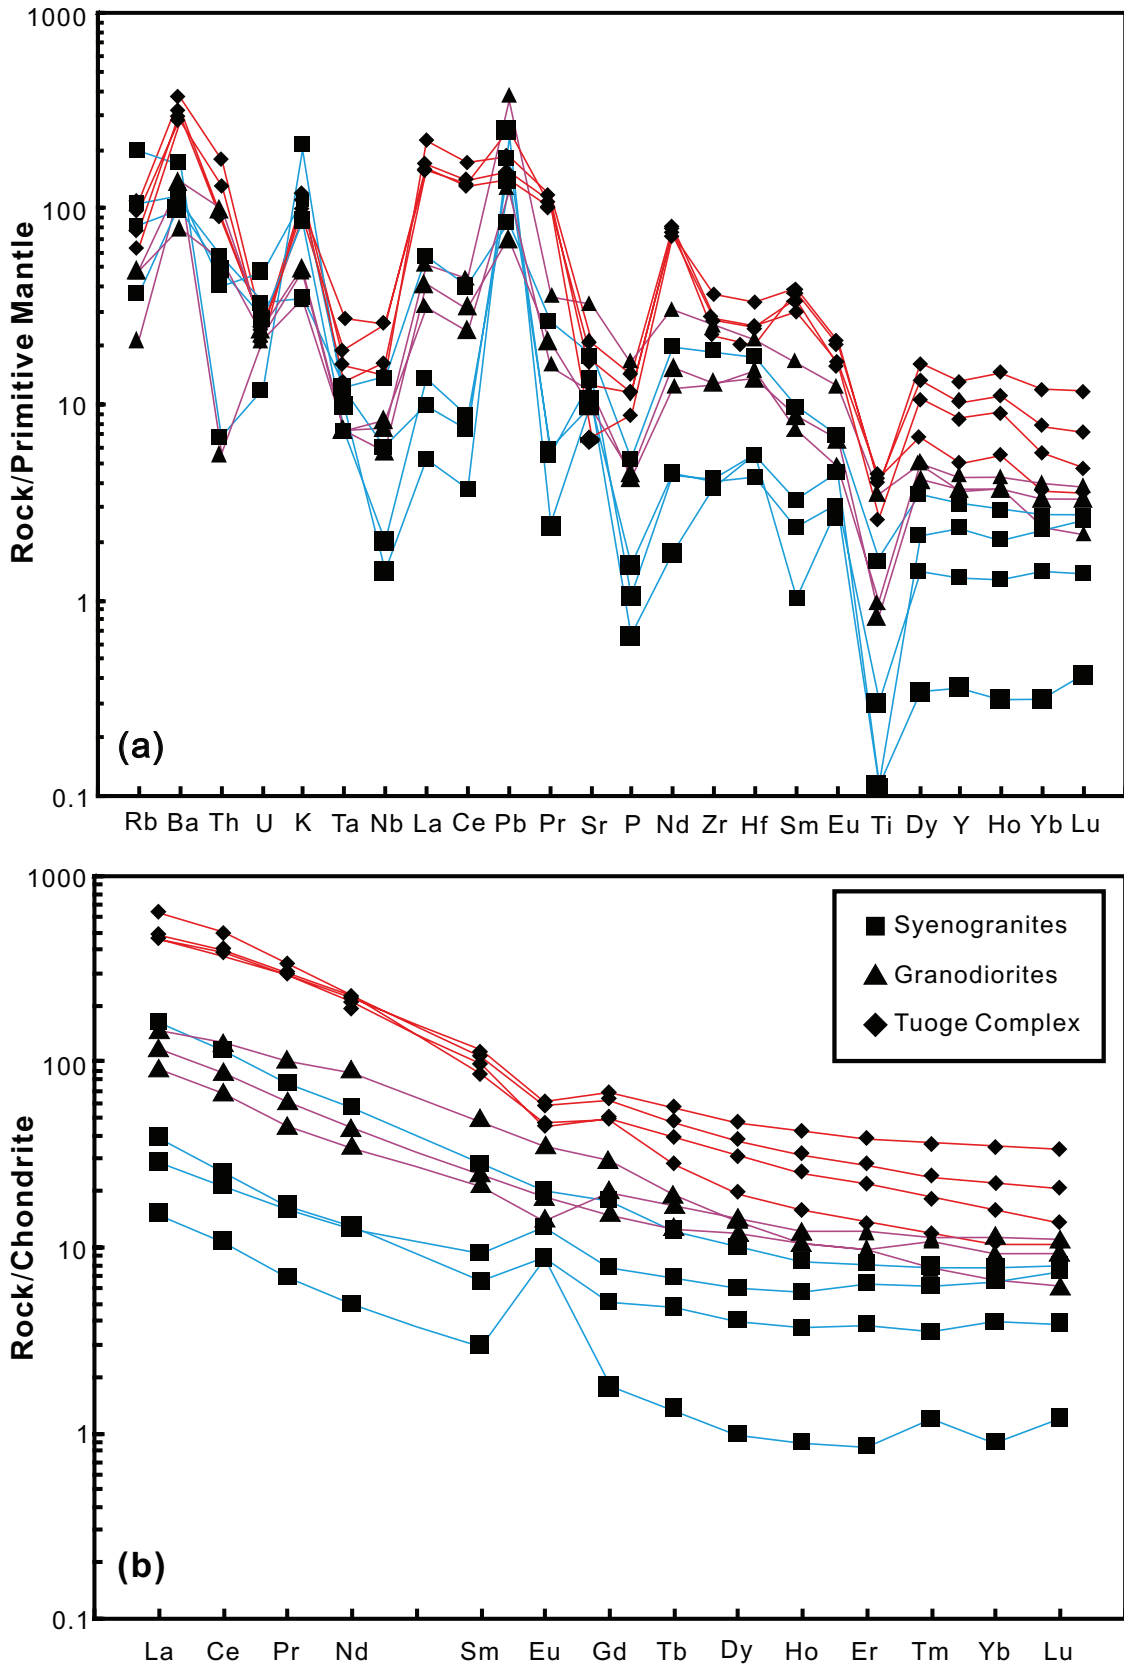 1000
100
10
1
0.1
Rock/Primitive Mantle
(a)
Rb Ba Th U K Ta Nb La Ce Pb Pr Sr P Nd Zr Hf Sm Eu Ti Dy Y Ho Yb Lu
1000
100
10
1
0.1
Rock/Chondrite
Syenogranites
Granodiorites
Tuoge Complex
(b)
La Ce Pr Nd Sm Eu Gd Tb Dy Ho Er Tm Yb Lu